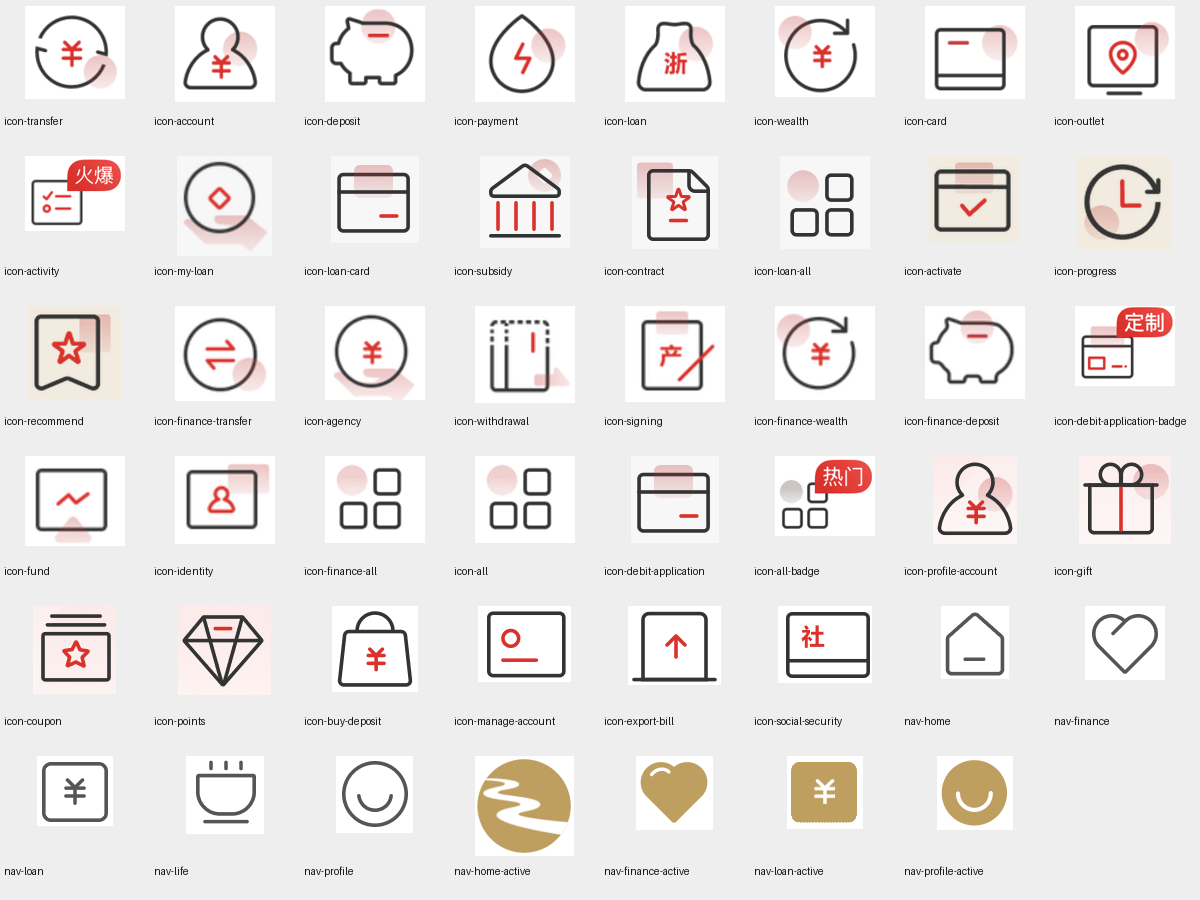 ¥
¥
浙
¥
icon-transfer
icon-account
icon-deposit
icon-payment
icon-loan
icon-wealth
icon-card
icon-outlet
火爆
icon-activity
icon-my-loan
icon-loan-card
icon-subsidy
icon-contract
icon-loan-all
icon-activate
icon-progress
¥
产
¥
定制
icon-recommend
icon-finance-transfer
icon-agency
icon-withdrawal
icon-signing
icon-finance-wealth
icon-finance-deposit
icon-debit-application-badge
热门
¥
icon-fund
icon-identity
icon-finance-all
icon-all
icon-debit-application
icon-all-badge
icon-profile-account
icon-gift
¥
社
icon-coupon
icon-points
icon-buy-deposit
icon-manage-account
icon-export-bill
icon-social-security
nav-home
nav-finance
¥
¥
nav-loan
nav-life
nav-profile
nav-home-active
nav-finance-active
nav-loan-active
nav-profile-active